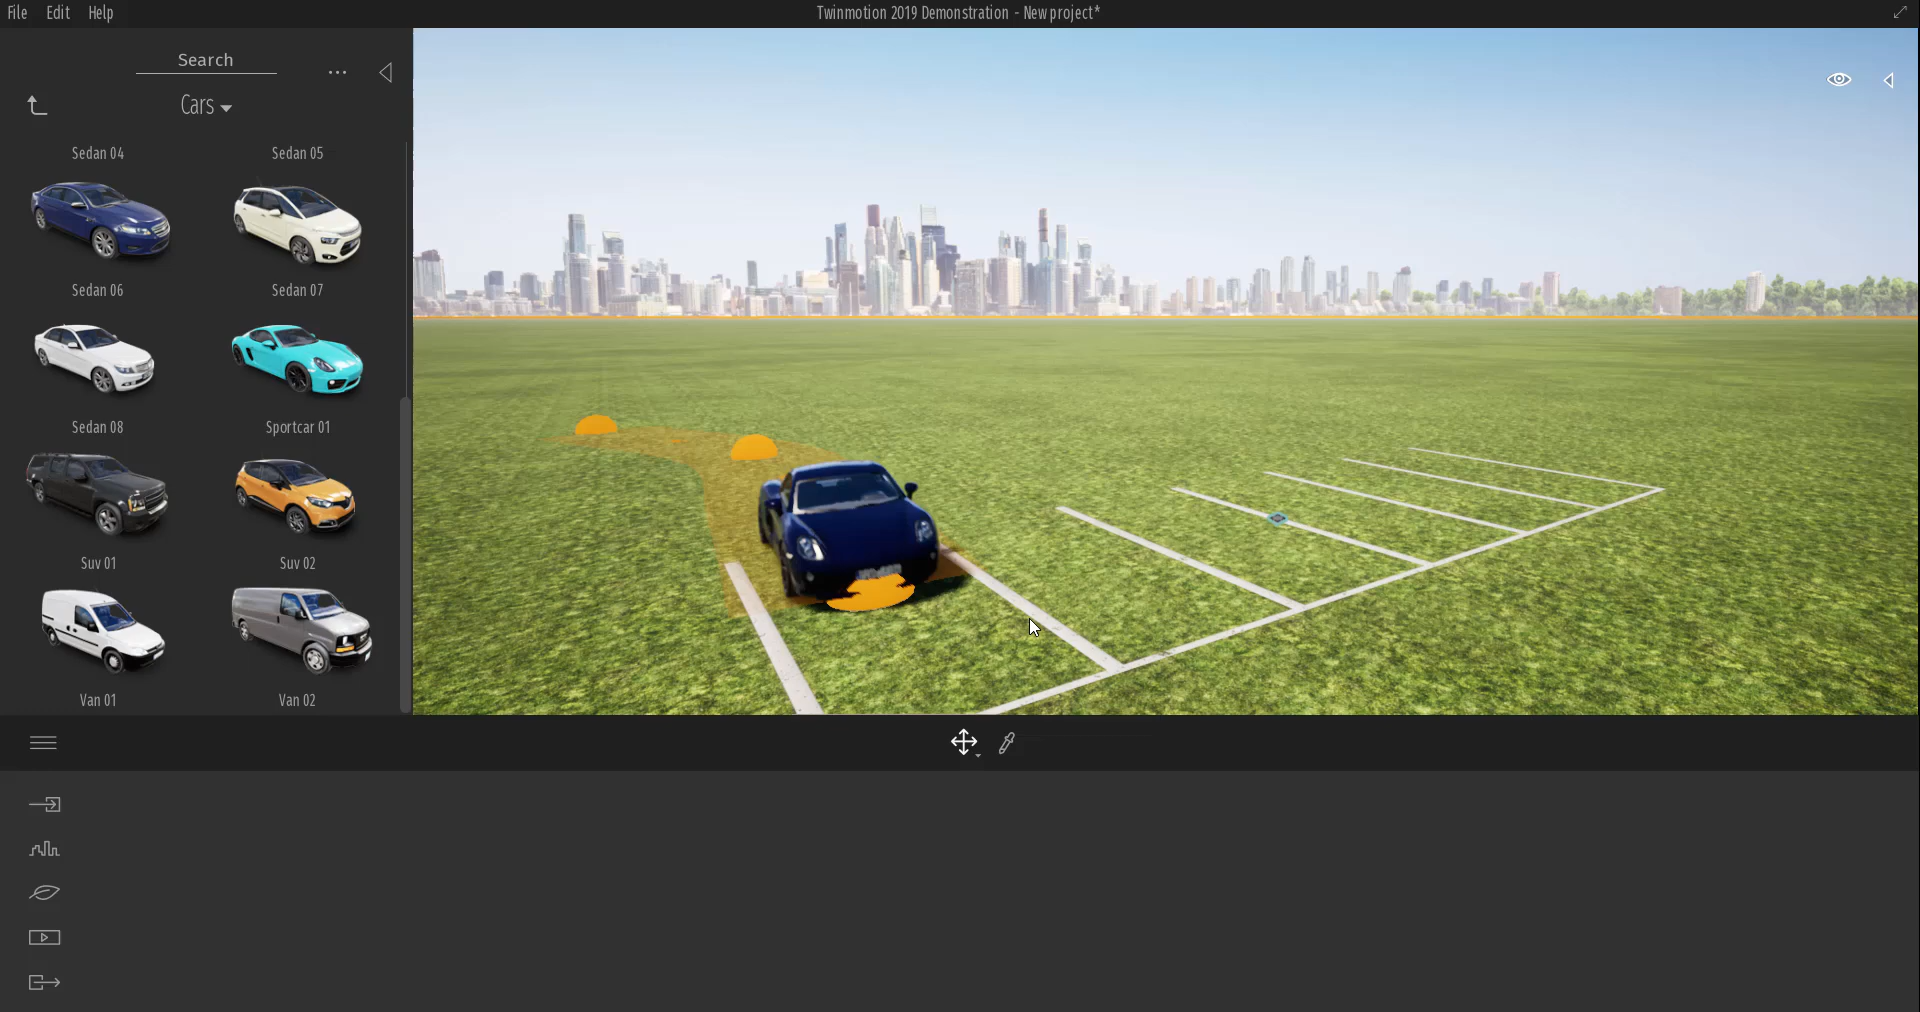 File Edit Help
Twinmotion 2019 Demonstration - New project*
Search
...
Cars
Sedan 04 Sedan 05
Sedan 06 Sedan 07
Sedan 08 Sportcar 01
Suv 01 Suv 02
Van 01 Van 02